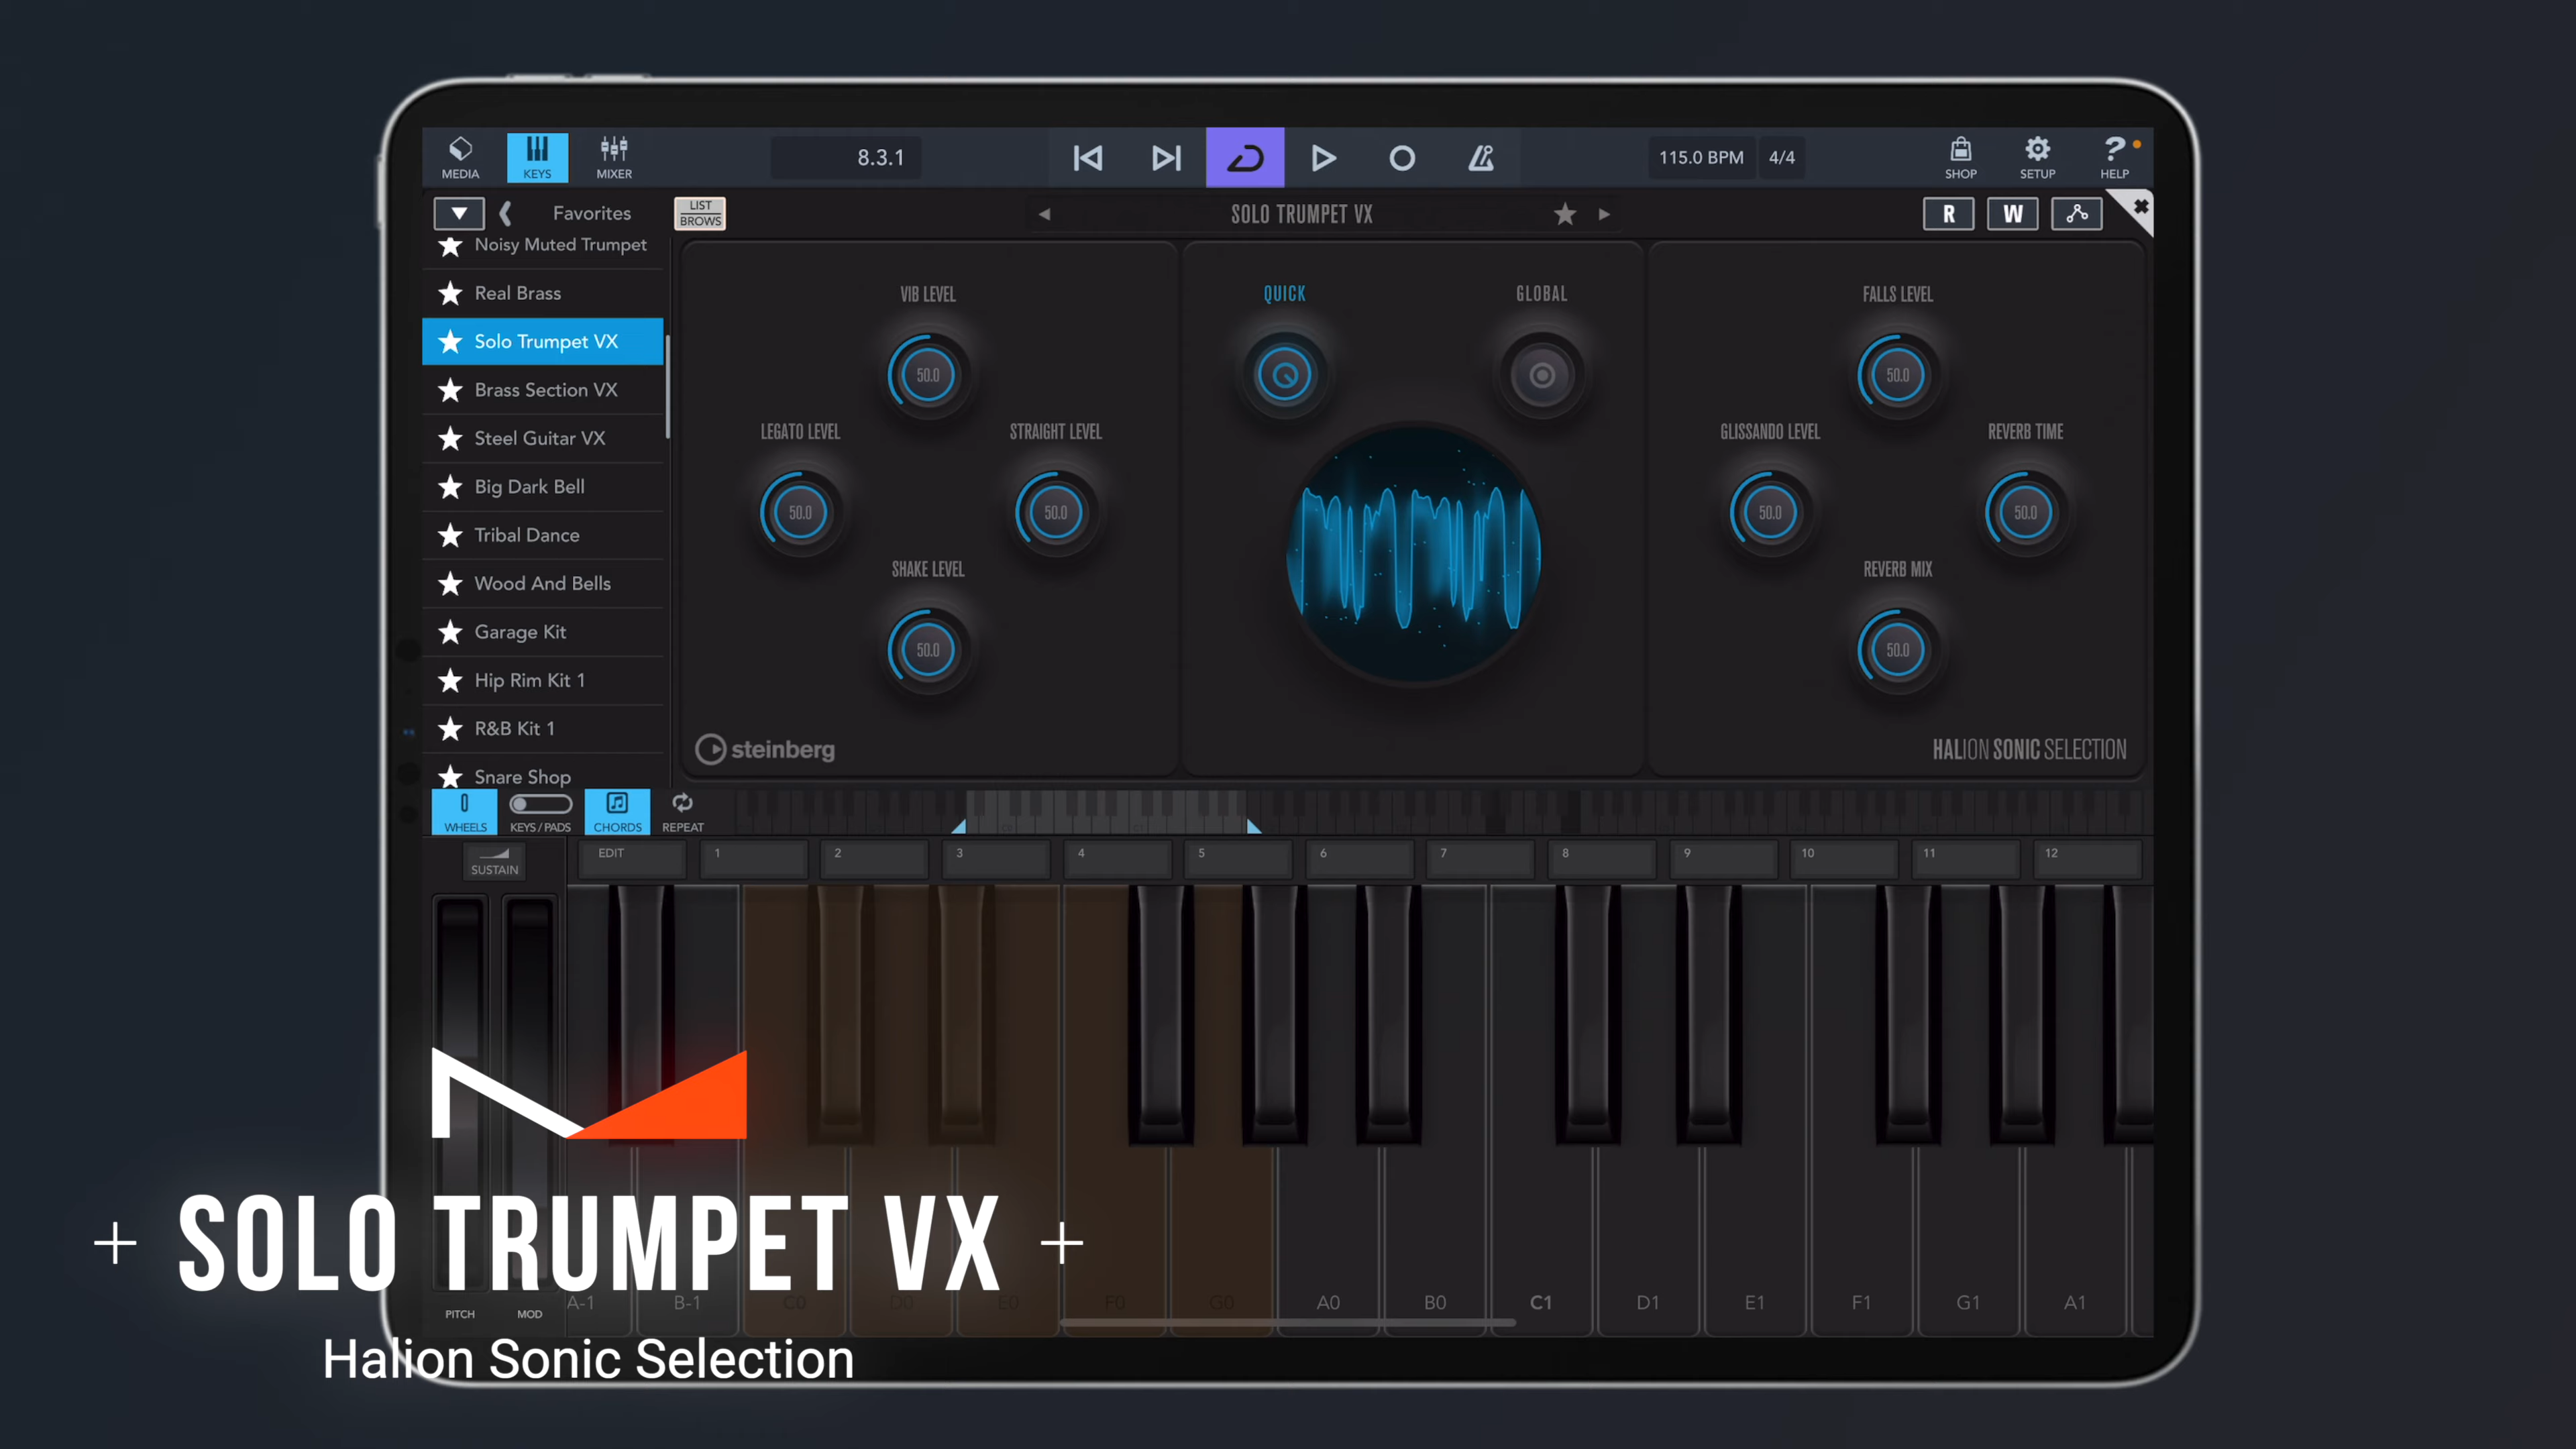 MEDIA
KEYS
MIXER
8.3.1
115.0 BPM
4/4
SHOP
SETUP
?
HELP
Favorites
LIST
BROWS
SOLO TRUMPET VX
R
W
Noisy Muted Trumpet
Real Brass
Solo Trumpet VX
Brass Section VX
Steel Guitar VX
Big Dark Bell
Tribal Dance
Wood And Bells
Garage Kit
Hip Rim Kit 1
R&B Kit 1
Snare Shop
VIB LEVEL
50.0
LEGATO LEVEL
50.0
STRAIGHT LEVEL
50.0
SHAKE LEVEL
50.0
steinberg
QUICK
GLOBAL
FALLS LEVEL
50.0
GLISSANDO LEVEL
50.0
REVERB TIME
50.0
REVERB MIX
50.0
HALION SONIC SELECTION
WHEELS
KEYS/PADS
CHORDS
REPEAT
SUSTAIN
EDIT
1
2
3
4
5
6
7
8
9
10
11
12
PITCH
MOD
A-1
B-1
C0
D0
E0
F0
G0
A0
B0
C1
D1
E1
F1
G1
A1
+ SOLO TRUMPET VX +
Halion Sonic Selection